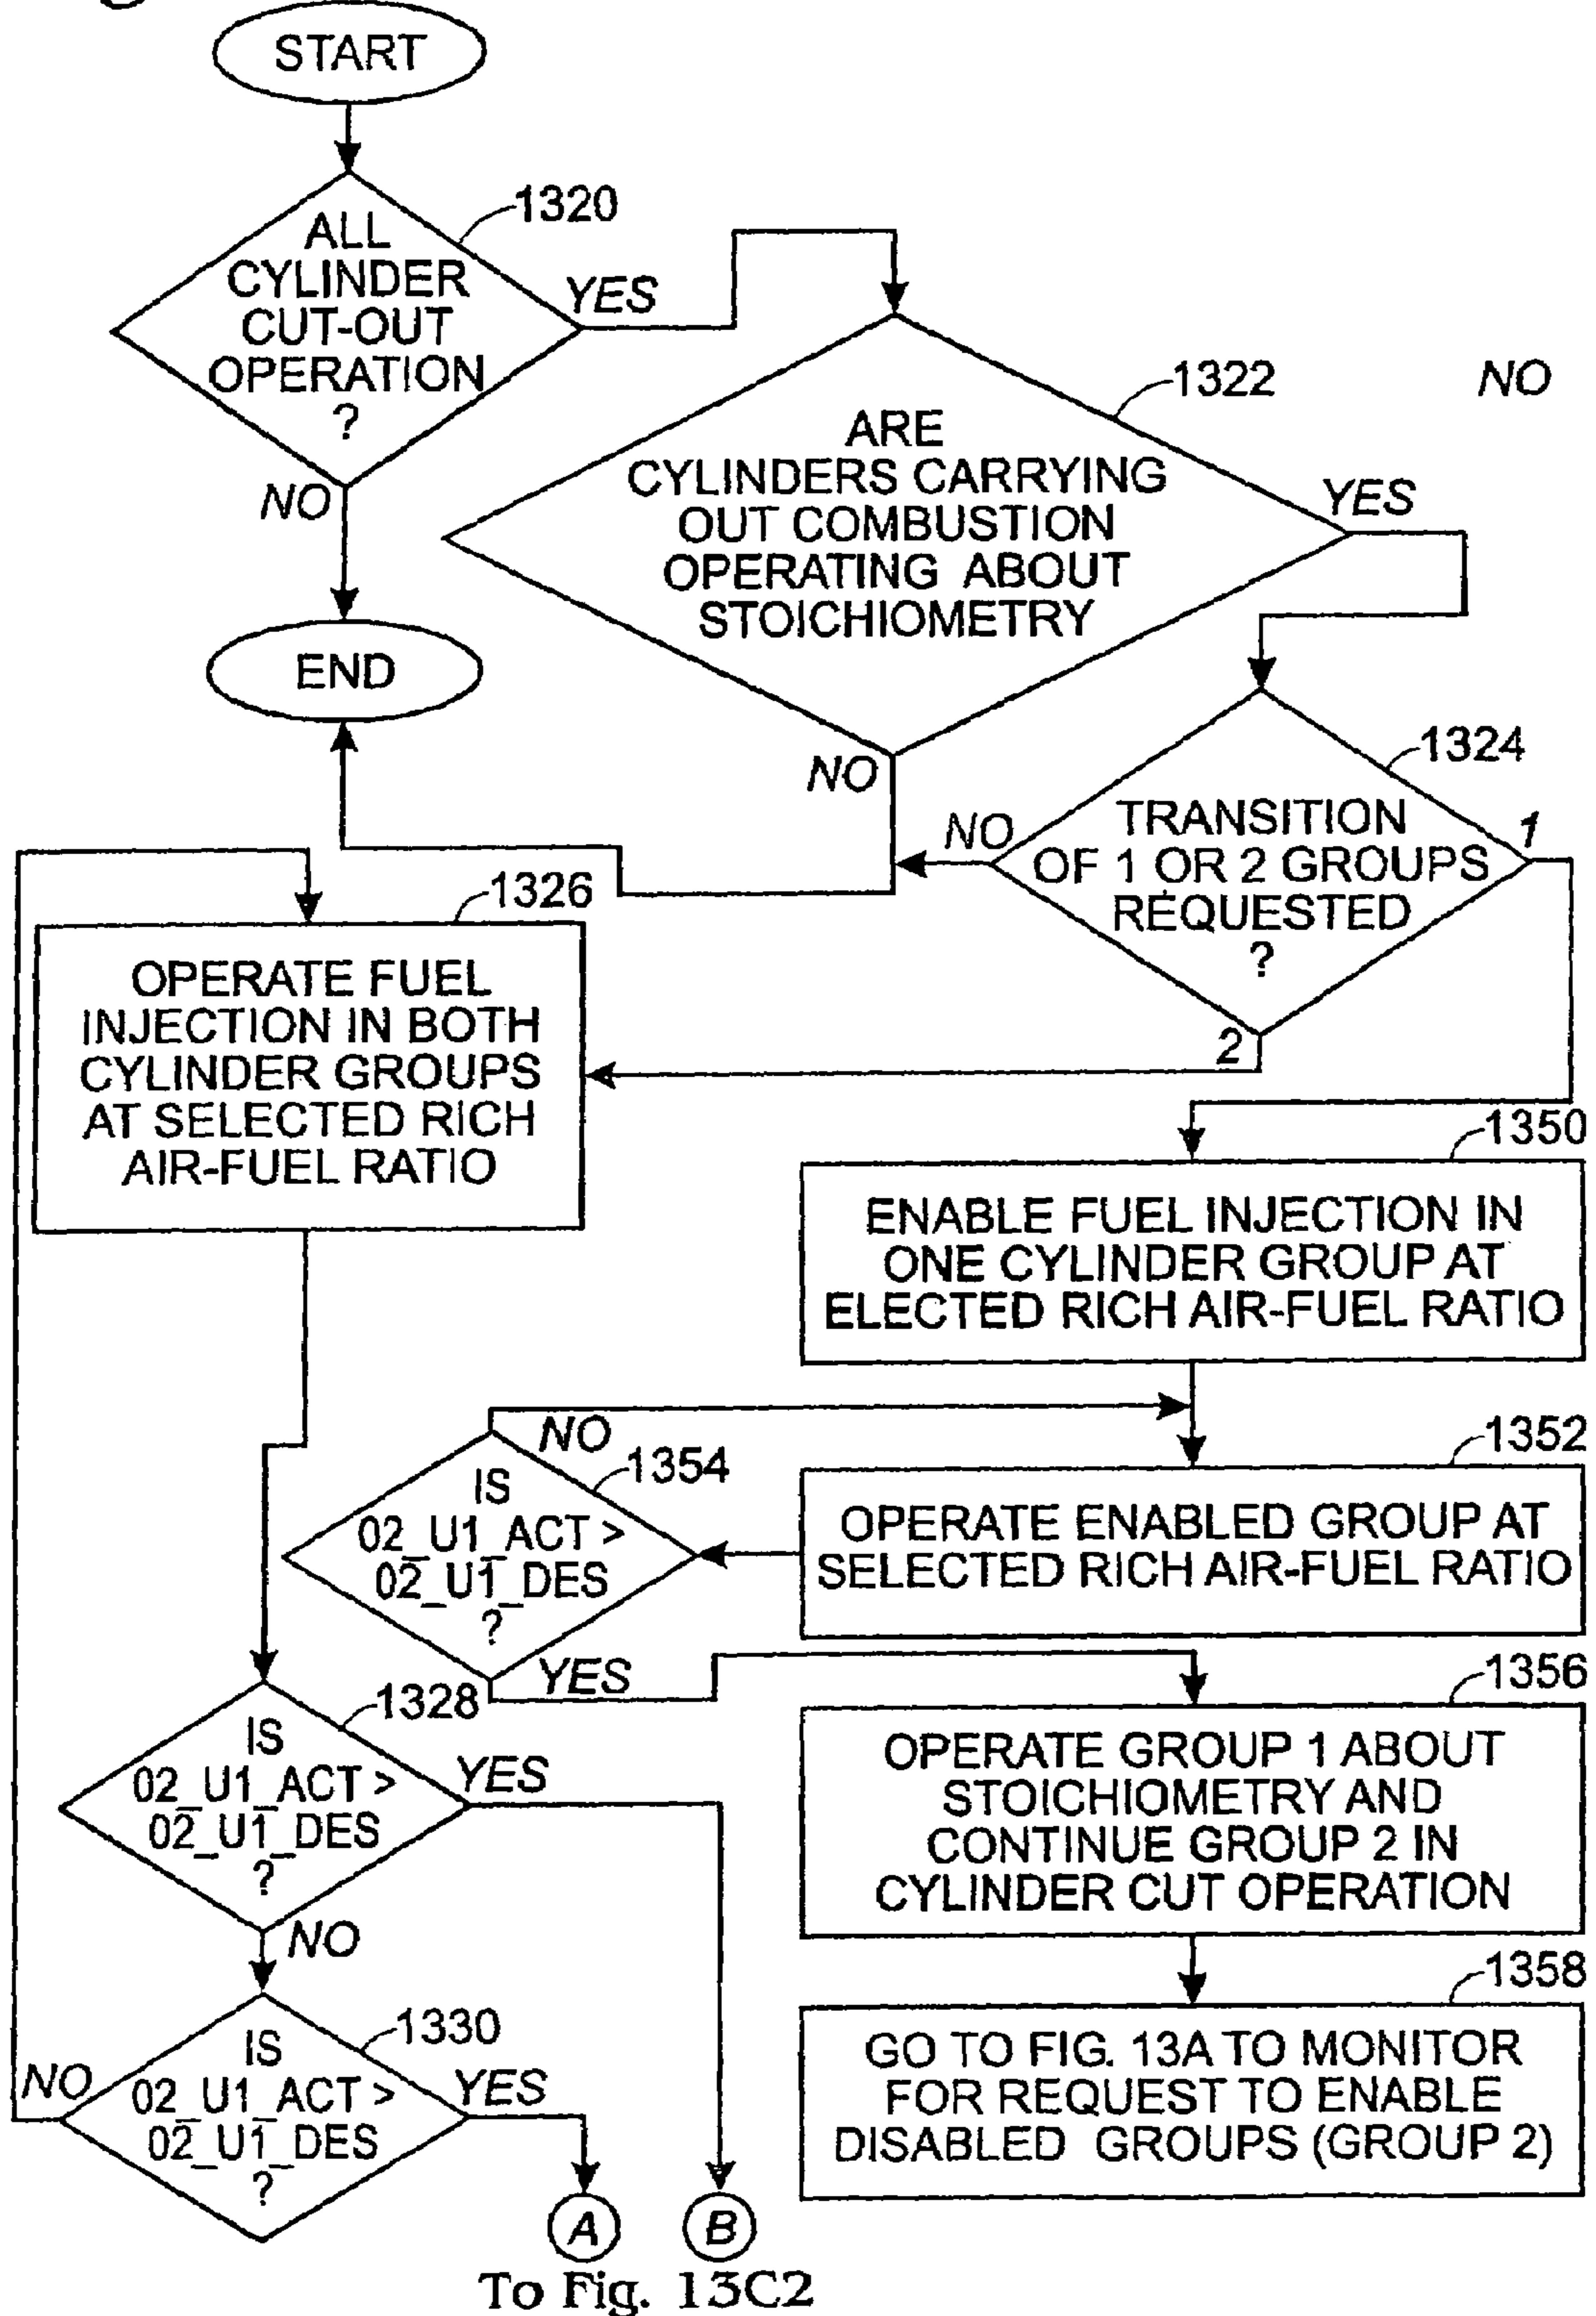 START
1320
ALL
CYLINDER
CUT-OUT
OPERATION
?
YES
NO
1322
NO
ARE
CYLINDERS CARRYING
OUT COMBUSTION
OPERATING ABOUT
STOICHIOMETRY
YES
NO
END
1324
TRANSITION
OF 1 OR 2 GROUPS
REQUESTED
?
NO
1
2
1326
OPERATE FUEL
INJECTION IN BOTH
CYLINDER GROUPS
AT SELECTED RICH
AIR-FUEL RATIO
1350
ENABLE FUEL INJECTION IN
ONE CYLINDER GROUP AT
ELECTED RICH AIR-FUEL RATIO
1352
OPERATE ENABLED GROUP AT
SELECTED RICH AIR-FUEL RATIO
NO
1354
IS
02_U1_ACT >
02_U1_DES
?
YES
1356
OPERATE GROUP 1 ABOUT
STOICHIOMETRY AND
CONTINUE GROUP 2 IN
CYLINDER CUT OPERATION
1328
IS
02_U1_ACT >
02_U1_DES
?
YES
NO
1358
GO TO FIG. 13A TO MONITOR
FOR REQUEST TO ENABLE
DISABLED GROUPS (GROUP 2)
1330
IS
02_U1_ACT >
02_U1_DES
?
NO
YES
A
B
To Fig. 13C2